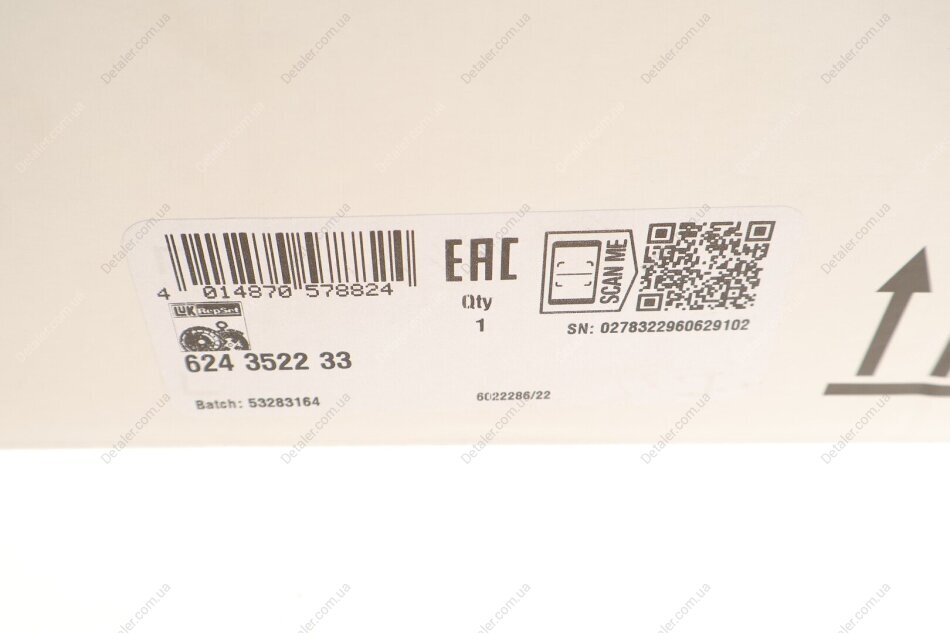 4 014870 578824
EAC
Qty
1
SCAN ME
SN: 0278322960629102
LUK RepSet
624 3522 33
Batch: 53283164
6022286/22
Detaler.com.ua